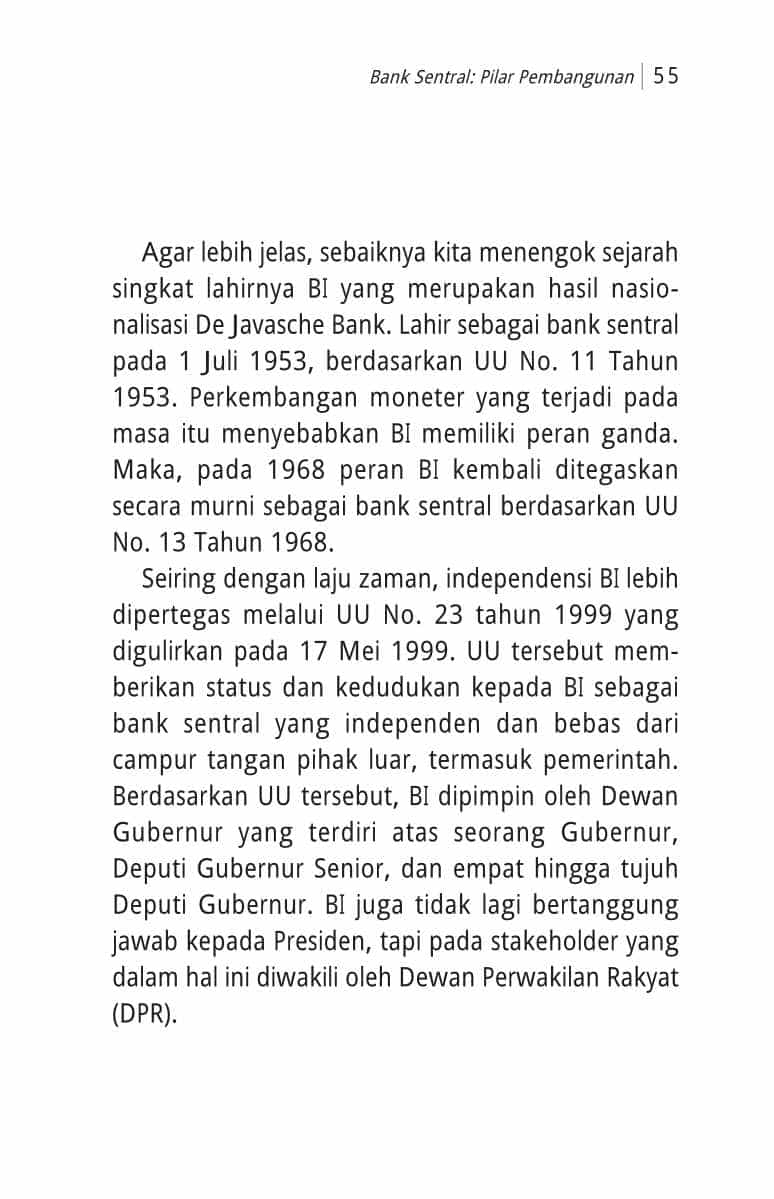 Bank Sentral: Pilar Pembangunan | 55
Agar lebih jelas, sebaiknya kita menengok sejarah
singkat lahirnya BI yang merupakan hasil nasio-
nalisasi De Javasche Bank. Lahir sebagai bank sentral
pada 1 Juli 1953, berdasarkan UU No. 11 Tahun
1953. Perkembangan moneter yang terjadi pada
masa itu menyebabkan BI memiliki peran ganda.
Maka, pada 1968 peran BI kembali ditegaskan
secara murni sebagai bank sentral berdasarkan UU
No. 13 Tahun 1968.
Seiring dengan laju zaman, independensi BI lebih
dipertegas melalui UU No. 23 tahun 1999 yang
digulirkan pada 17 Mei 1999. UU tersebut mem-
berikan status dan kedudukan kepada BI sebagai
bank sentral yang independen dan bebas dari
campur tangan pihak luar, termasuk pemerintah.
Berdasarkan UU tersebut, BI dipimpin oleh Dewan
Gubernur yang terdiri atas seorang Gubernur,
Deputi Gubernur Senior, dan empat hingga tujuh
Deputi Gubernur. BI juga tidak lagi bertanggung
jawab kepada Presiden, tapi pada stakeholder yang
dalam hal ini diwakili oleh Dewan Perwakilan Rakyat
(DPR).